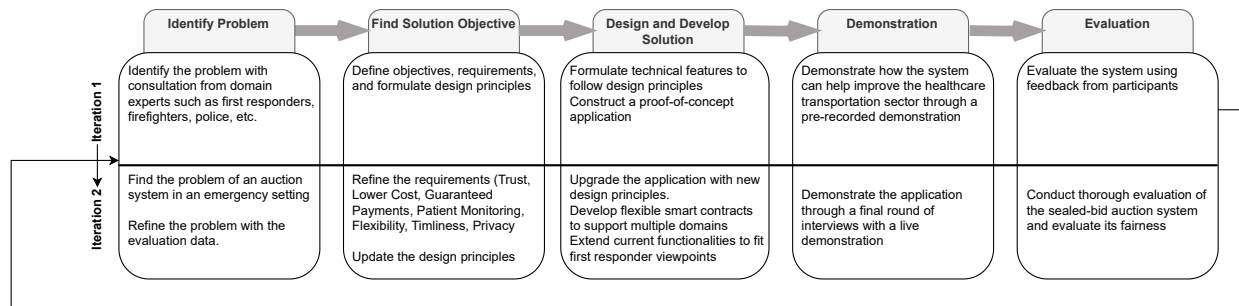 Identify Problem
Find Solution Objective
Design and Develop
Solution
Demonstration
Evaluation
Iteration 1
Identify the problem with
consultation from domain
experts such as first responders,
firefighters, police, etc.
Define objectives, requirements,
and formulate design principles
Formulate technical features to
follow design principles
Construct a proof-of-concept
application
Demonstrate how the system
can help improve the healthcare
transportation sector through a
pre-recorded demonstration
Evaluate the system using
feedback from participants
Iteration 2
Find the problem of an auction
system in an emergency setting
Refine the problem with the
evaluation data.
Refine the requirements (Trust,
Lower Cost, Guaranteed
Payments, Patient Monitoring,
Flexibility, Timliness, Privacy
Update the design principles
Upgrade the application with new
design principles.
Develop flexible smart contracts
to support multiple domains
Extend current functionalities to fit
first responder viewpoints
Demonstrate the application
through a final round of
interviews with a live
demonstration
Conduct thorough evaluation of
the sealed-bid auction system
and evaluate its fairness